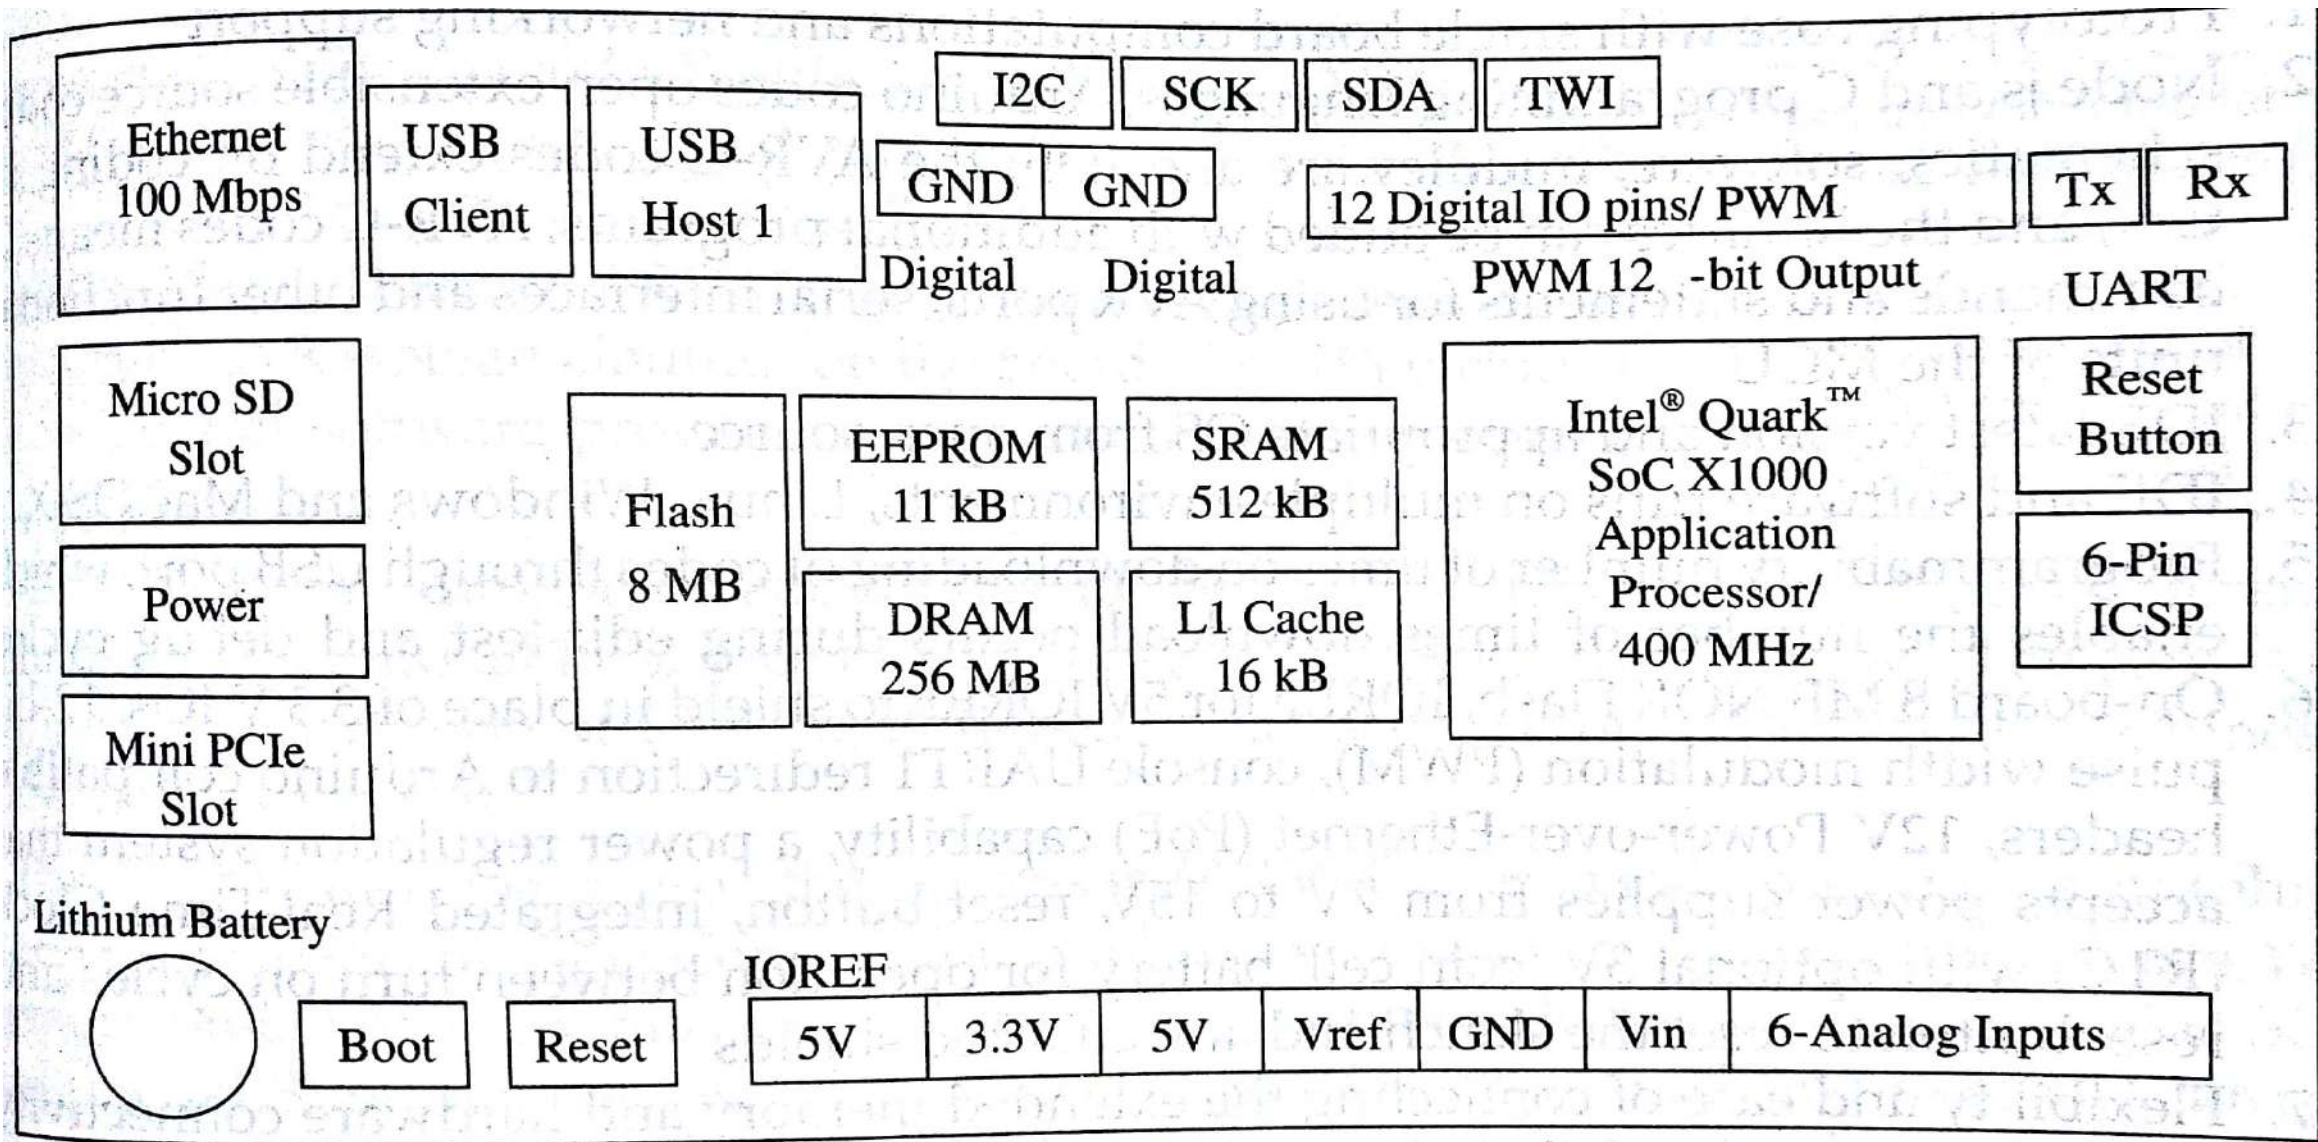 Ethernet
100 Mbps
USB
Client
USB
Host 1
I2C
SCK
SDA
TWI
GND
GND
Digital
Digital
12 Digital IO pins/ PWM
PWM 12 -bit Output
Tx
Rx
UART
Micro SD
Slot
Power
Mini PCIe
Slot
Flash
8 MB
EEPROM
11 kB
SRAM
512 kB
DRAM
256 MB
L1 Cache
16 kB
Intel® Quark™
SoC X1000
Application
Processor/
400 MHz
Reset
Button
6-Pin
ICSP
Lithium Battery
Boot
Reset
IOREF
5V
3.3V
5V
Vref
GND
Vin
6-Analog Inputs